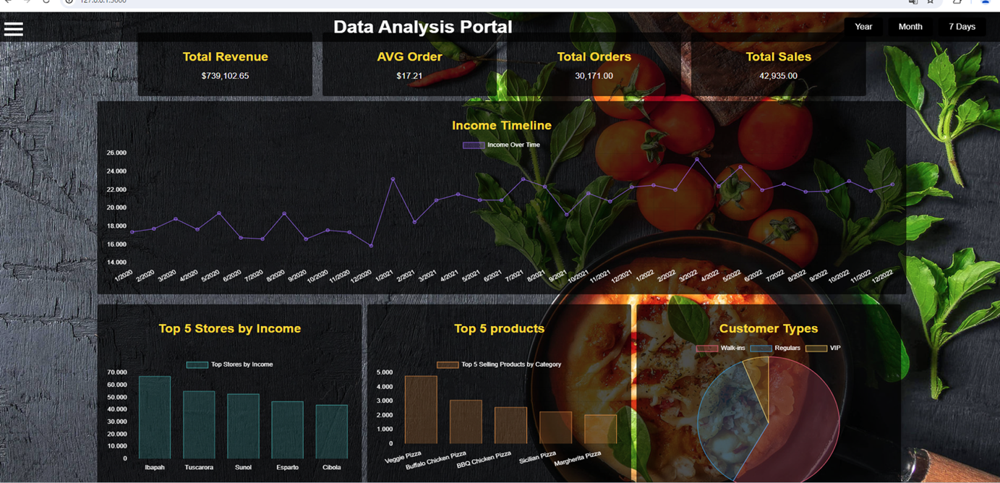 127.0.0.1:5000
Data Analysis Portal
Year Month 7 Days
Total Revenue
$739,102.65
AVG Order
$17.21
Total Orders
30,171.00
Total Sales
42,935.00
Income Timeline
Income Over Time
26.000
24.000
22.000
20.000
18.000
16.000
14.000
1/2020 2/2020 3/2020 4/2020 5/2020 6/2020 7/2020 8/2020 9/2020 10/2020 11/2020 12/2020 1/2021 2/2021 3/2021 4/2021 5/2021 6/2021 7/2021 8/2021 9/2021 10/2021 11/2021 12/2021 1/2022 2/2022 3/2022 4/2022 5/2022 6/2022 7/2022 8/2022 9/2022 10/2022 11/2022 12/2022
Top 5 Stores by Income
Top Stores by Income
70.000
60.000
50.000
40.000
30.000
20.000
10.000
0
Ibapah Tuscarora Sunol Esparto Cibola
Top 5 products
Top 5 Selling Products by Category
5.000
4.000
3.000
2.000
1.000
0
Veggie Pizza Buffalo Chicken Pizza BBQ Chicken Pizza Sicilian Pizza Margherita Pizza
Customer Types
Walk-ins Regulars VIP